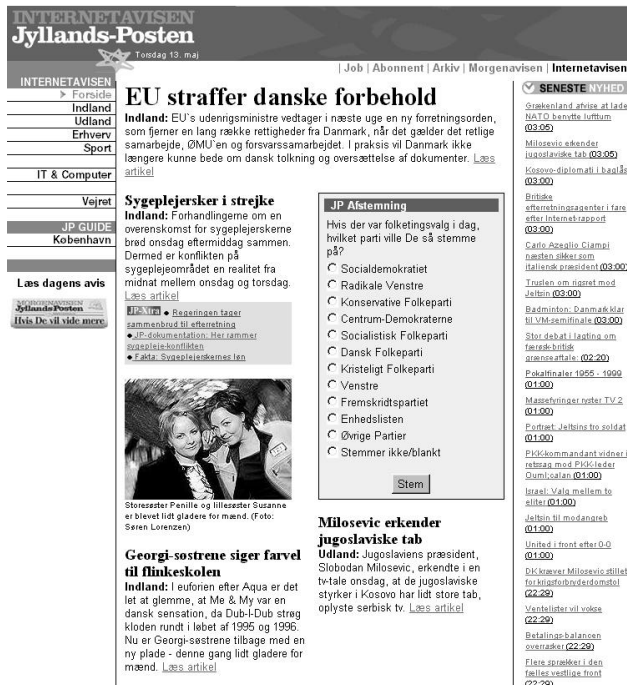 INTERNETAVISEN
Jyllands-Posten
Torsdag 13. maj
| Job | Abonnent | Arkiv | Morgenavisen | Internetavisen
INTERNETAVISEN
> Forside
Indland
Udland
Erhverv
Sport
IT & Computer
Vejret
JP GUIDE
København
Læs dagens avis
MORGENAVISEN
Jyllands-Posten
Hvis De vil vide mere
EU straffer danske forbehold
Indland: EU`s udenrigsministre vedtager i næste uge en ny forretningsorden,
som fjerner en lang række rettigheder fra Danmark, når det gælder det retlige
samarbejde, ØMU`en og forsvarssamarbejdet. I praksis vil Danmark ikke
længere kunne bede om dansk tolkning og oversættelse af dokumenter. Læs
artikel
Sygeplejersker i strejke
Indland: Forhandlingerne om en
overenskomst for sygeplejerskerne
brød onsdag eftermiddag sammen.
Dermed er konflikten på
sygeplejeområdet en realitet fra
midnat mellem onsdag og torsdag.
Læs artikel
JP-Xtra ◆ Regeringen tager
sammenbrud til efterretning
◆ JP-dokumentation: Her rammer
sygepleje-konflikten
◆ Fakta: Sygeplejerskernes løn
Storesøster Penille og lillesøster Susanne
er blevet lidt gladere for mænd. (Foto:
Søren Lorenzen)
Georgi-søstrene siger farvel
til flinkeskolen
Indland: I euforien efter Aqua er det
let at glemme, at Me & My var en
dansk sensation, da Dub-I-Dub strøg
kloden rundt i løbet af 1995 og 1996.
Nu er Georgi-søstrene tilbage med en
ny plade - denne gang lidt gladere for
mænd. Læs artikel
JP Afstemning
Hvis der var folketingsvalg i dag,
hvilket parti ville De så stemme
på?
Socialdemokratiet
Radikale Venstre
Konservative Folkeparti
Centrum-Demokraterne
Socialistisk Folkeparti
Dansk Folkeparti
Kristeligt Folkeparti
Venstre
Fremskridtspartiet
Enhedslisten
Øvrige Partier
Stemmer ikke/blankt
Stem
Milosevic erkender
jugoslaviske tab
Udland: Jugoslaviens præsident,
Slobodan Milosevic, erkendte i en
tv-tale onsdag, at de jugoslaviske
styrker i Kosovo har lidt store tab,
oplyste serbisk tv. Læs artikel
SENESTE NYHED
Grækenland afvise at lade
NATO benytte lufttum
(03:05)
Milosevic erkender
jugoslaviske tab (03:05)
Kosovo-diplomati i baglås
(03:00)
Britiske
efterretningsagenter i fare
efter Internet-rapport
(03:00)
Carlo Azeglio Ciampi
næsten sikker som
italiensk præsident (03:00)
Truslen om rigsret mod
Jeltsin (03:00)
Badminton: Danmark klar
til VM-semifinale (03:00)
Stor debat i lagting om
færøsk-britisk
grænseaftale: (02:20)
Pokalfinaler 1955 - 1999
(01:00)
Massefyringer ryster TV 2
(01:00)
Portræt: Jeltsins tro soldat
(01:00)
PKK-kommandant vidner i
retssag mod PKK-leder
Ouml;calan (01:00)
Israel: Valg mellem to
eliter (01:00)
Jeltsin til modangreb
(01:00)
United i front efter 0-0
(01:00)
DK kræver Milosevic stillet
for krigsforbryderdomstol
(22:29)
Ventelister vil vokse
(22:29)
Betalings-balancen
overrasker (22:29)
Flere sprækker i den
fælles vestlige front
(22:29)